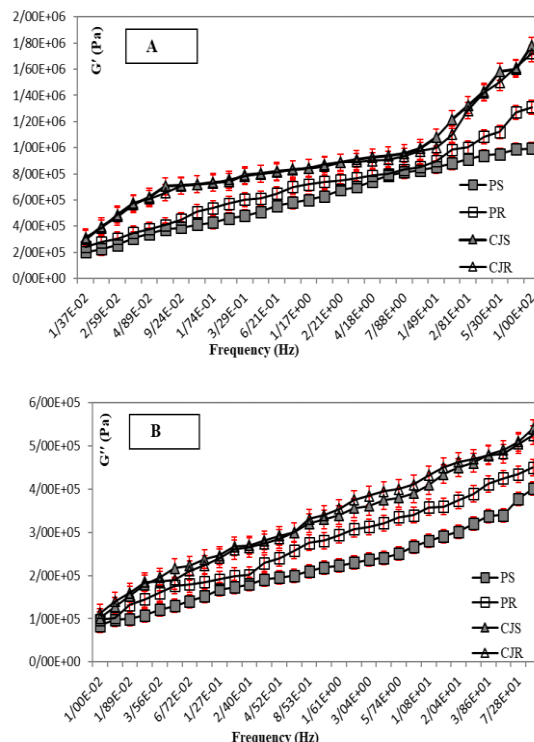 A
G' (Pa)
2/00E+06
1/80E+06
1/60E+06
1/40E+06
1/20E+06
1/00E+06
8/00E+05
6/00E+05
4/00E+05
2/00E+05
0/00E+00
PS
PR
CJS
CJR
1/37E-02
2/59E-02
4/89E-02
9/24E-02
1/74E-01
3/29E-01
6/21E-01
1/17E+00
2/21E+00
4/18E+00
7/88E+00
1/49E+01
2/81E+01
5/30E+01
1/00E+02
Frequency (Hz)
B
G'' (Pa)
6/00E+05
5/00E+05
4/00E+05
3/00E+05
2/00E+05
1/00E+05
0/00E+00
PS
PR
CJS
CJR
1/00E-02
1/89E-02
3/56E-02
6/72E-02
1/27E-01
2/40E-01
4/52E-01
8/53E-01
1/61E+00
3/04E+00
5/74E+00
1/08E+01
2/04E+01
3/86E+01
7/28E+01
Frequency (Hz)